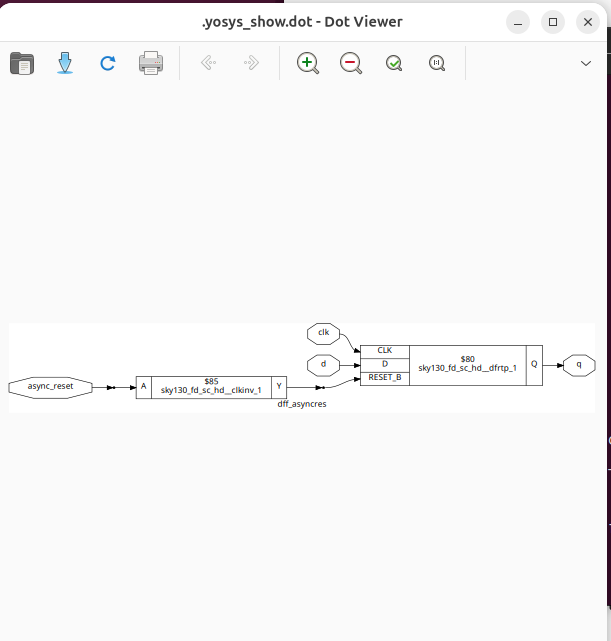 .yosys_show.dot - Dot Viewer
clk
CLK
$80
d
D
sky130_fd_sc_hd__dfrtp_1
Q
q
RESET_B
async_reset
A
$85
sky130_fd_sc_hd__clkinv_1
Y
dff_asyncres